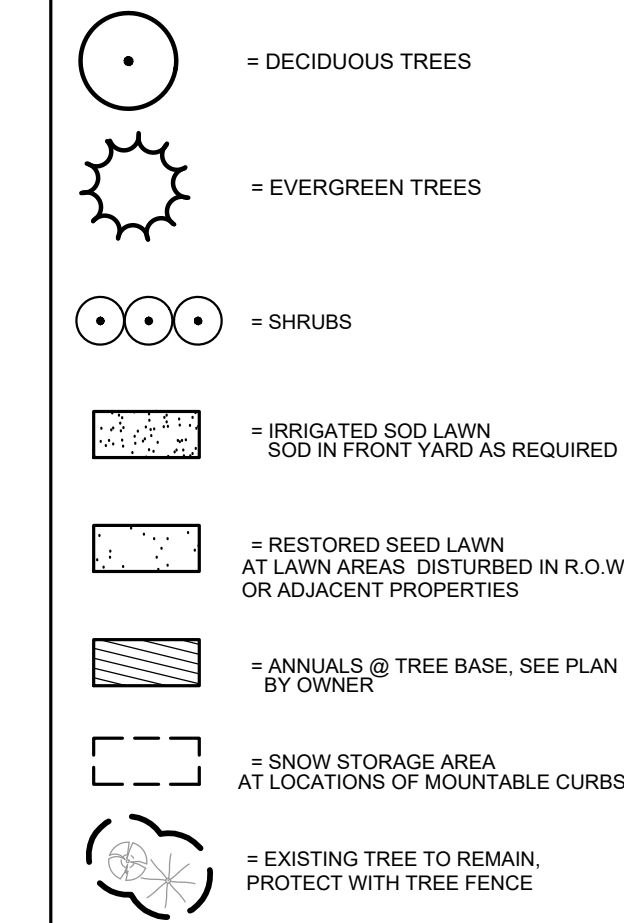 = DECIDUOUS TREES
= EVERGREEN TREES
= SHRUBS
= IRRIGATED SOD LAWN
SOD IN FRONT YARD AS REQUIRED
= RESTORED SEED LAWN
AT LAWN AREAS DISTURBED IN R.O.W
OR ADJACENT PROPERTIES
= ANNUALS @ TREE BASE, SEE PLAN
BY OWNER
= SNOW STORAGE AREA
AT LOCATIONS OF MOUNTABLE CURBS
= EXISTING TREE TO REMAIN,
PROTECT WITH TREE FENCE